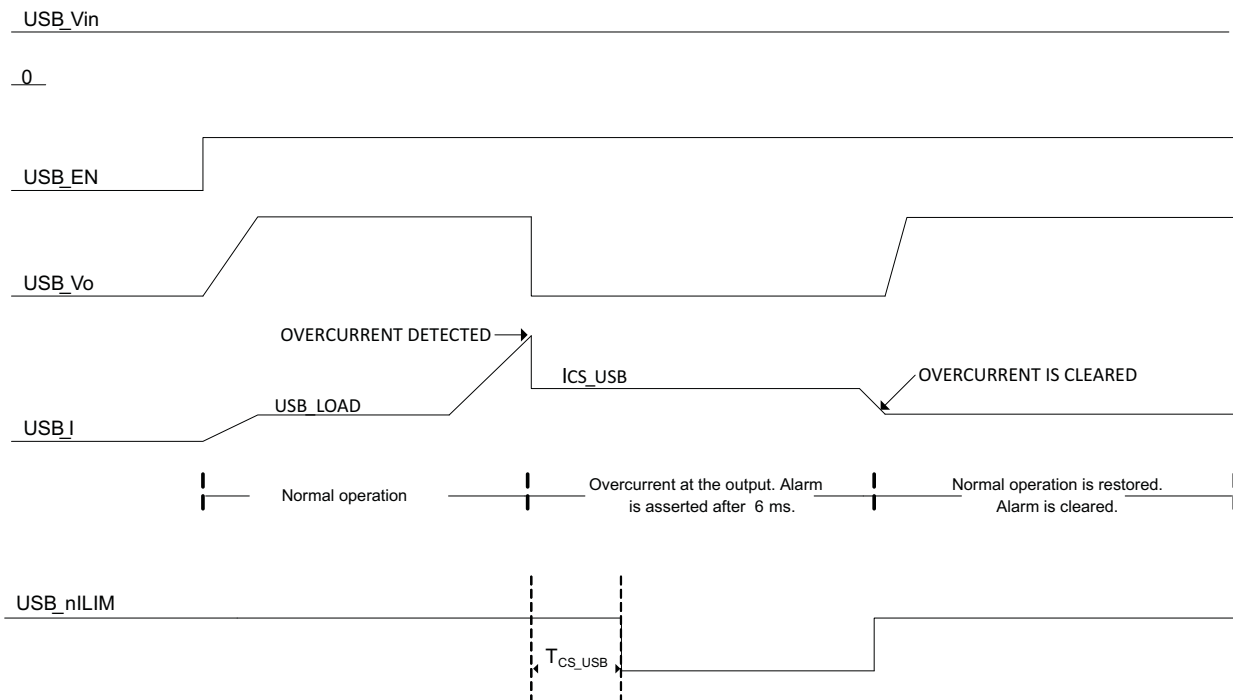 USB_Vin
0
USB_EN
USB_Vo
OVERCURRENT DETECTED
ICS_USB
OVERCURRENT IS CLEARED
USB_LOAD
USB_I
Normal operation
Overcurrent at the output. Alarm
is asserted after 6 ms.
Normal operation is restored.
Alarm is cleared.
USB_nILIM
TCS_USB